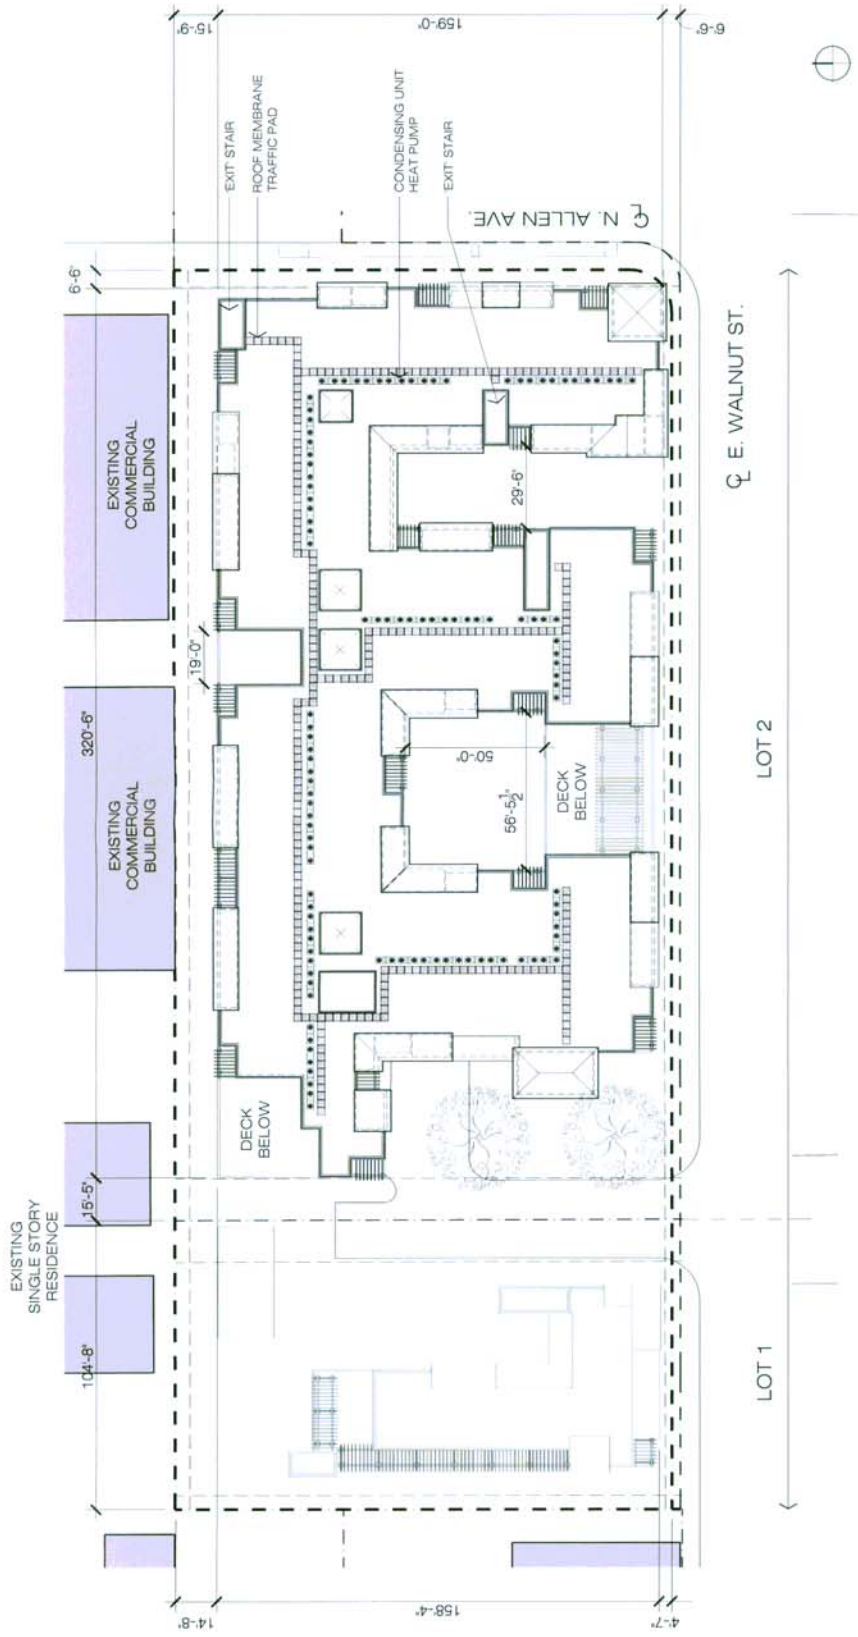 15'-9"
159'-0"
6'-6"
EXIT STAIR
ROOF MEMBRANE
TRAFFIC PAD
CONDENSING UNIT
HEAT PUMP
EXIT STAIR
℄ N. ALLEN AVE.
6'-6"
EXISTING
COMMERCIAL
BUILDING
℄ E. WALNUT ST.
29'-6"
19'-0"
320'-6"
EXISTING
COMMERCIAL
BUILDING
50'-0"
56'-5½"
DECK
BELOW
LOT 2
DECK
BELOW
15'-5"
EXISTING
SINGLE STORY
RESIDENCE
104'-8"
LOT 1
14'-8"
158'-4"
4'-7"